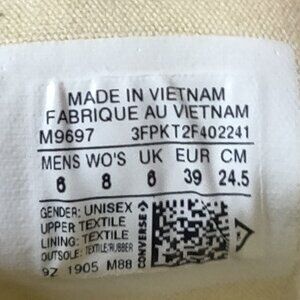 MADE IN VIETNAM
FABRIQUE AU VIETNAM
M9697 3FPKT2F402241
MENS WO'S UK EUR CM
6 8 6 39 24.5
GENDER: UNISEX
UPPER TEXTILE
LINING: TEXTILE
OUTSOLE: TEXTILE/RUBBER
9Z 1905 M88
CONVERSE